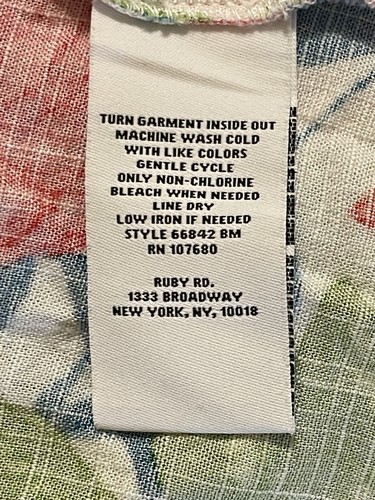 TURN GARMENT INSIDE OUT
MACHINE WASH COLD
WITH LIKE COLORS
GENTLE CYCLE
ONLY NON-CHLORINE
BLEACH WHEN NEEDED
LINE DRY
LOW IRON IF NEEDED
STYLE 66842 BM
RN 107680
RUBY RD.
1333 BROADWAY
NEW YORK, NY, 10018